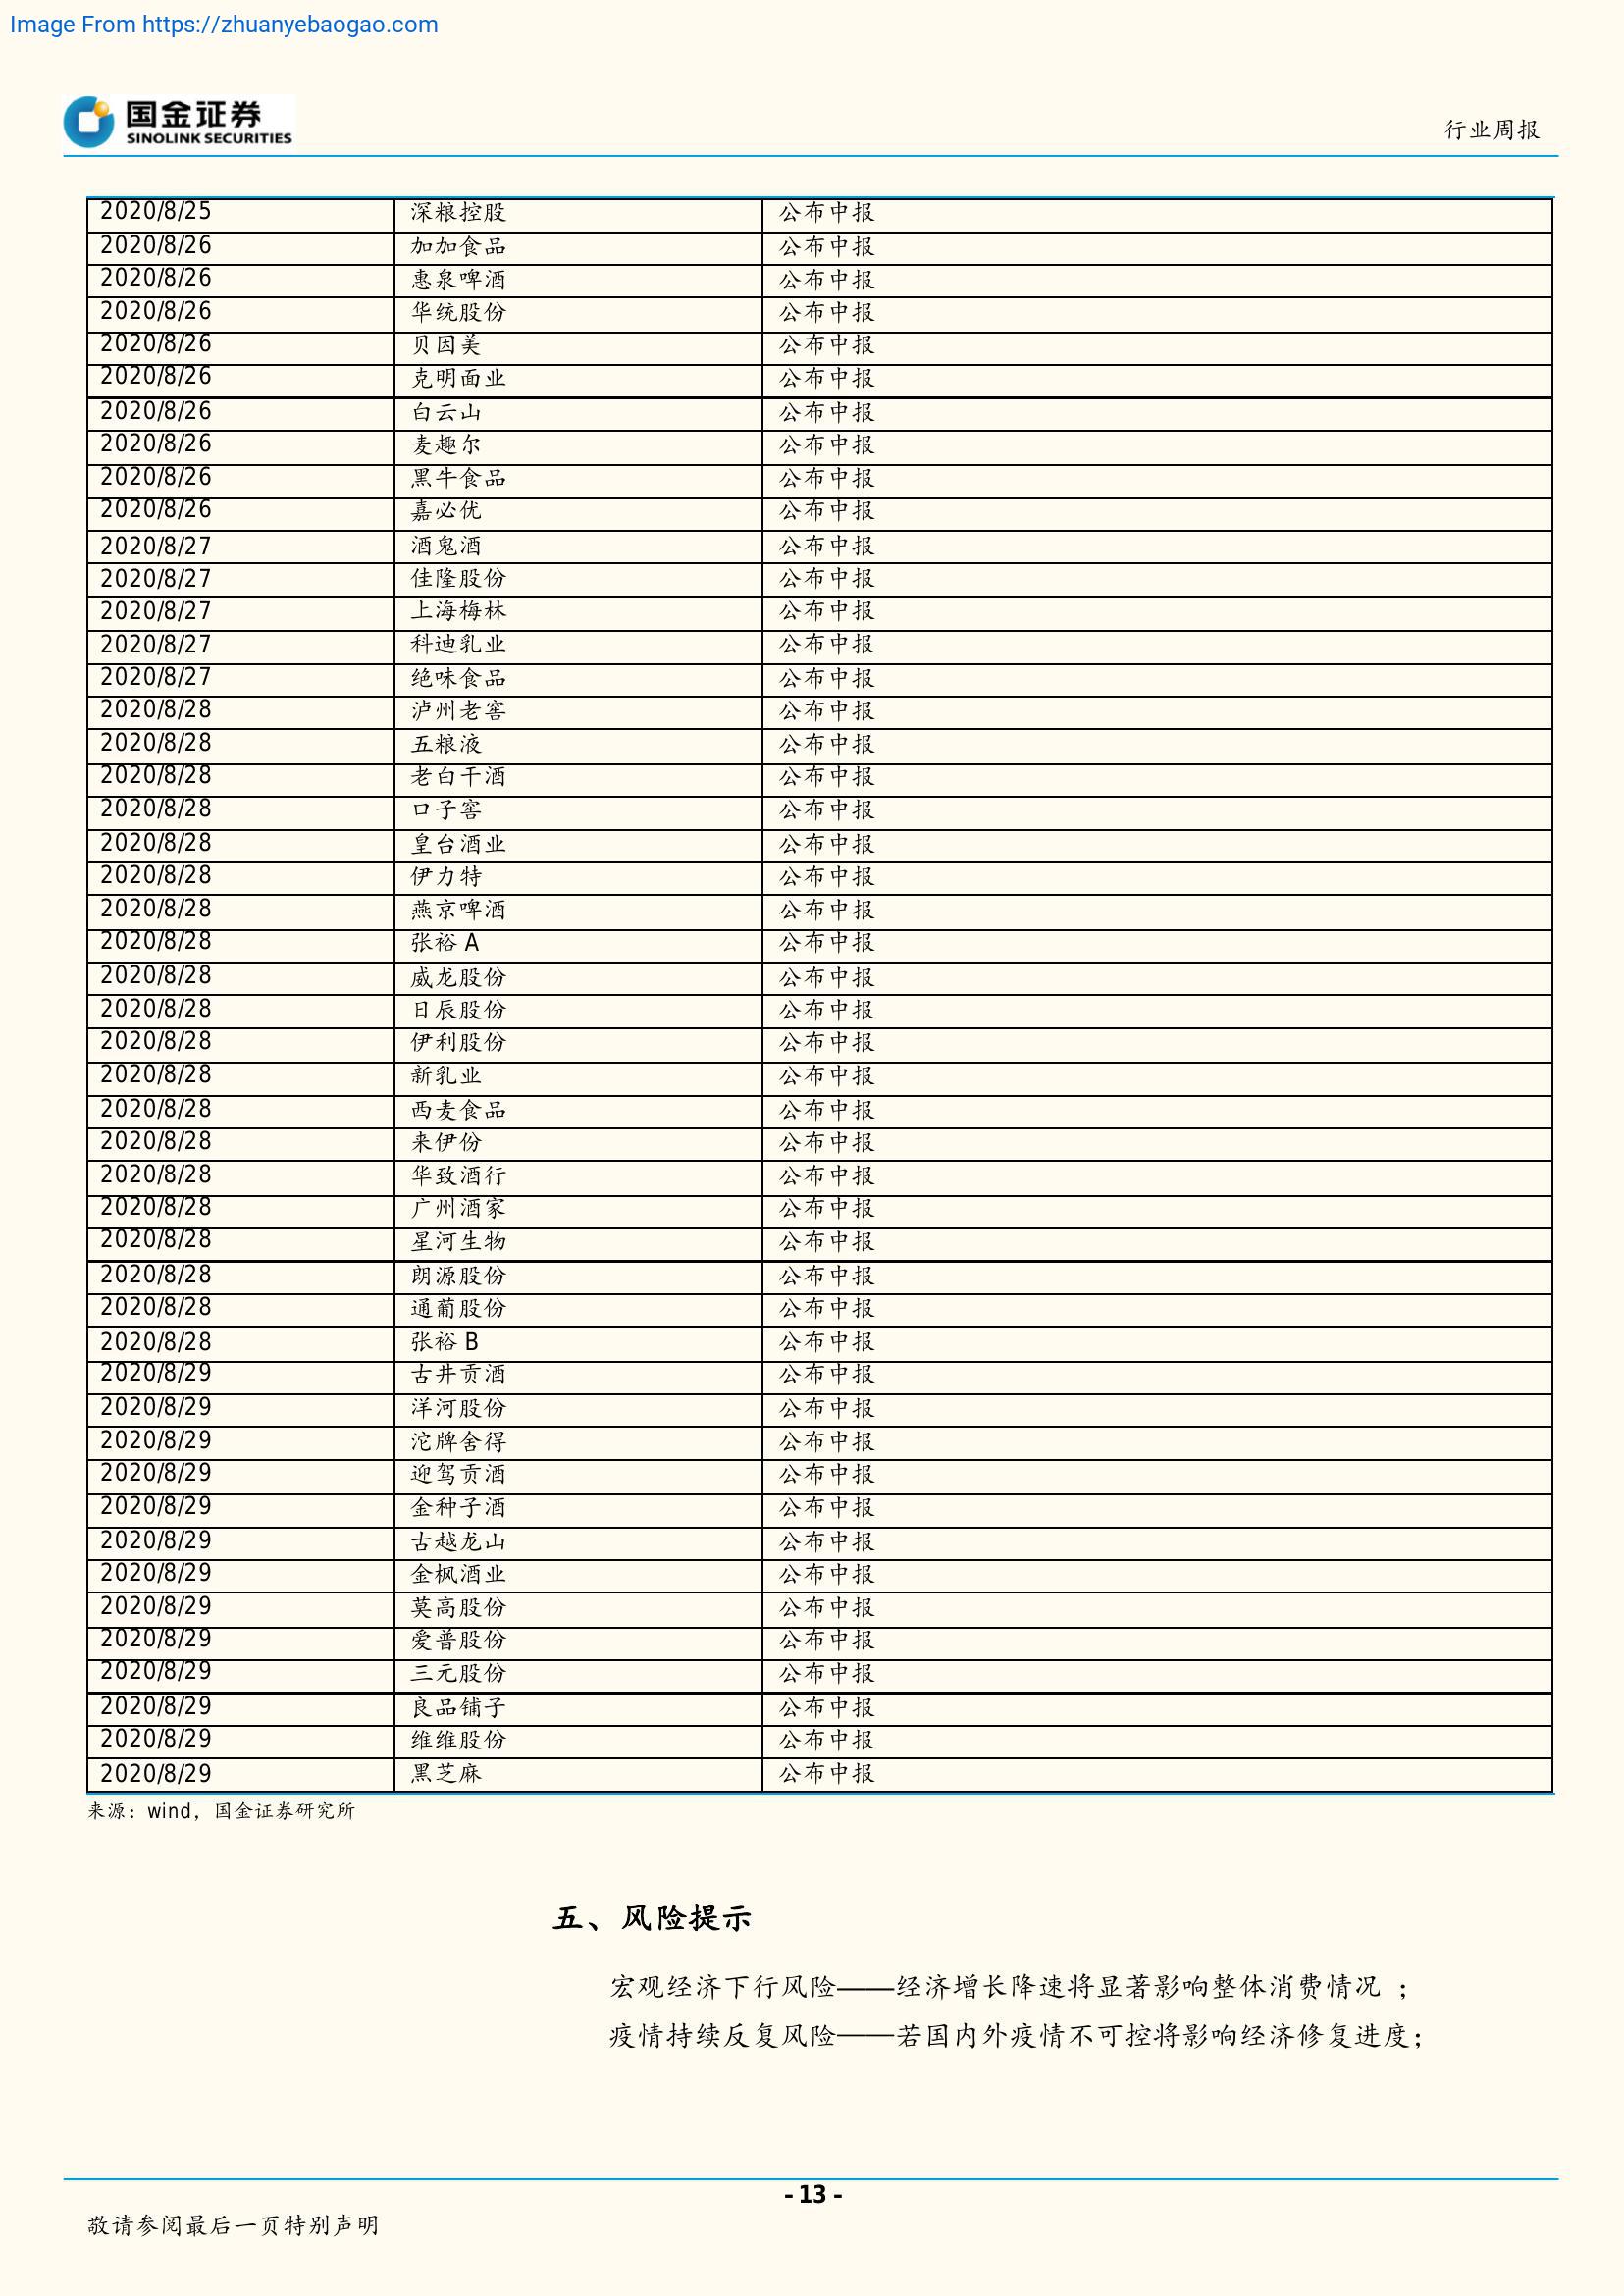 Image From https://zhuanyebaogao.com
国金证券
SINOLINK SECURITIES
行业周报
2020/8/25 深粮控股 公布中报
2020/8/26 加加食品 公布中报
2020/8/26 惠泉啤酒 公布中报
2020/8/26 华统股份 公布中报
2020/8/26 贝因美 公布中报
2020/8/26 克明面业 公布中报
2020/8/26 白云山 公布中报
2020/8/26 麦趣尔 公布中报
2020/8/26 黑牛食品 公布中报
2020/8/26 嘉必优 公布中报
2020/8/27 酒鬼酒 公布中报
2020/8/27 佳隆股份 公布中报
2020/8/27 上海梅林 公布中报
2020/8/27 科迪乳业 公布中报
2020/8/27 绝味食品 公布中报
2020/8/28 泸州老窖 公布中报
2020/8/28 五粮液 公布中报
2020/8/28 老白干酒 公布中报
2020/8/28 口子窖 公布中报
2020/8/28 皇台酒业 公布中报
2020/8/28 伊力特 公布中报
2020/8/28 燕京啤酒 公布中报
2020/8/28 张裕 A 公布中报
2020/8/28 威龙股份 公布中报
2020/8/28 日辰股份 公布中报
2020/8/28 伊利股份 公布中报
2020/8/28 新乳业 公布中报
2020/8/28 西麦食品 公布中报
2020/8/28 来伊份 公布中报
2020/8/28 华致酒行 公布中报
2020/8/28 广州酒家 公布中报
2020/8/28 星河生物 公布中报
2020/8/28 朗源股份 公布中报
2020/8/28 通葡股份 公布中报
2020/8/28 张裕 B 公布中报
2020/8/29 古井贡酒 公布中报
2020/8/29 洋河股份 公布中报
2020/8/29 沱牌舍得 公布中报
2020/8/29 迎驾贡酒 公布中报
2020/8/29 金种子酒 公布中报
2020/8/29 古越龙山 公布中报
2020/8/29 金枫酒业 公布中报
2020/8/29 莫高股份 公布中报
2020/8/29 爱普股份 公布中报
2020/8/29 三元股份 公布中报
2020/8/29 良品铺子 公布中报
2020/8/29 维维股份 公布中报
2020/8/29 黑芝麻 公布中报
来源：wind，国金证券研究所
五、风险提示
宏观经济下行风险——经济增长降速将显著影响整体消费情况 ；
疫情持续反复风险——若国内外疫情不可控将影响经济修复进度；
- 13 -
敬请参阅最后一页特别声明